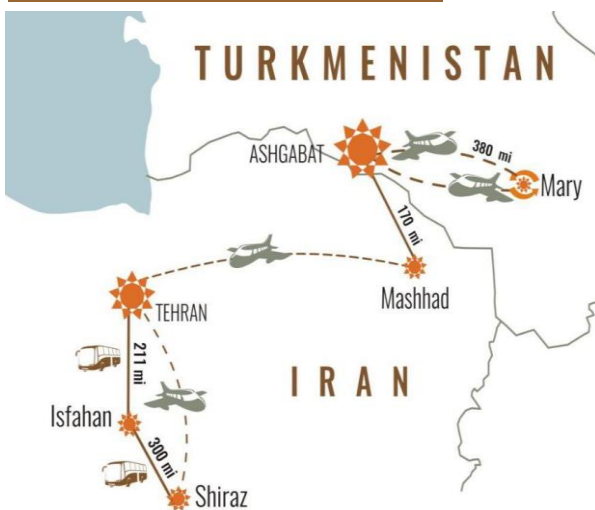 TURKMENISTAN
ASHGABAT
380 mi
Mary
170 mi
Mashhad
TEHRAN
211 mi
IRAN
Isfahan
300 mi
Shiraz